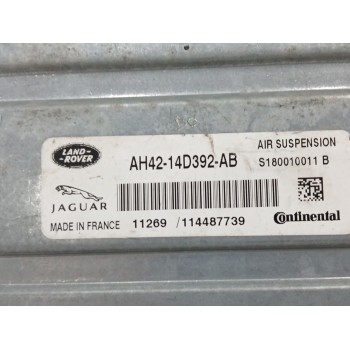 LAND-
ROVER
AH42-14D392-AB
AIR SUSPENSION
S180010011 B
JAGUAR
MADE IN FRANCE
11269 /114487739
Continental